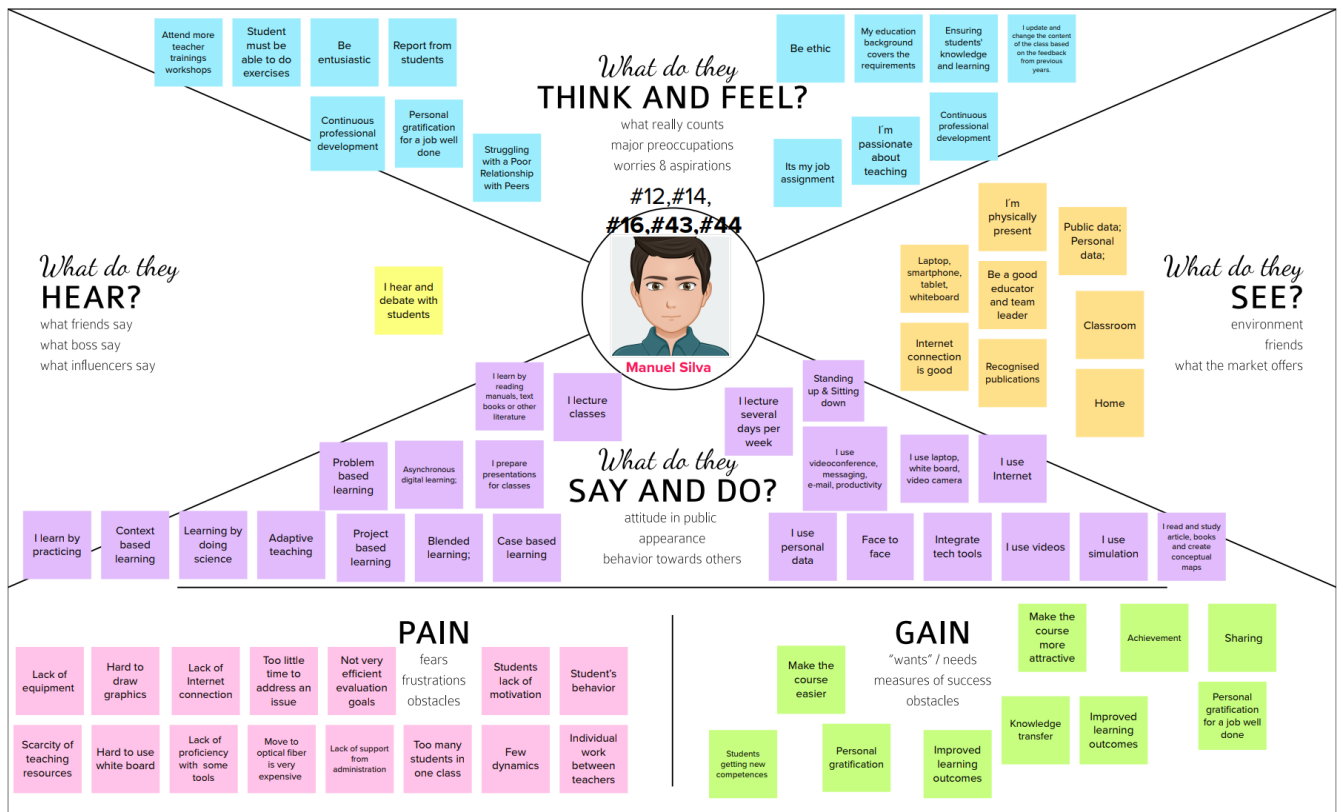 Attend more
teacher
trainings
workshops
Student
must be
able to do
exercises
Be
entusiastic
Report from
students
Continuous
professional
development
Personal
gratification
for a job well
done
Struggling
with a Poor
Relationship
with Peers
What do they
THINK AND FEEL?
what really counts
major preoccupations
worries & aspirations
Be ethic
My education
background
covers the
requirements
Ensuring
students'
knowledge
and learning
I update and
change the content
of the class based
on the feedback
from previous
years.
Its my job
assignment
I´m
passionate
about
teaching
Continuous
professional
development
#12,#14,
#16,#43,#44
Manuel Silva
What do they
HEAR?
what friends say
what boss say
what influencers say
I hear and
debate with
students
I´m
physically
present
Public data;
Personal
data;
Laptop,
smartphone,
tablet,
whiteboard
Be a good
educator
and team
leader
Classroom
Internet
connection
is good
Recognised
publications
Home
What do they
SEE?
environment
friends
what the market offers
I learn by
reading
manuals, text
books or other
literature
I lecture
classes
Problem
based
learning
Asynchronous
digital learning;
I prepare
presentations
for classes
I learn by
practicing
Context
based
learning
Learning by
doing
science
Adaptive
teaching
Project
based
learning
Blended
learning;
Case based
learning
What do they
SAY AND DO?
attitude in public
appearance
behavior towards others
I lecture
several
days per
week
Standing
up & Sitting
down
I use
videoconference,
messaging,
e-mail, productivity
I use laptop,
white board,
video camera
I use
Internet
I use
personal
data
Face to
face
Integrate
tech tools
I use videos
I use
simulation
I read and study
article, books
and create
conceptual
maps
PAIN
fears
frustrations
obstacles
Lack of
equipment
Hard to
draw
graphics
Lack of
Internet
connection
Too little
time to
address an
issue
Not very
efficient
evaluation
goals
Students
lack of
motivation
Student's
behavior
Scarcity of
teaching
resources
Hard to use
white board
Lack of
proficiency
with some
tools
Move to
optical fiber
is very
expensive
Lack of support
from
administration
Too many
students in
one class
Few
dynamics
Individual
work
between
teachers
GAIN
"wants" / needs
measures of success
obstacles
Make the
course
easier
Make the
course
more
attractive
Achievement
Sharing
Students
getting new
competences
Personal
gratification
Improved
learning
outcomes
Knowledge
transfer
Improved
learning
outcomes
Personal
gratification
for a job well
done